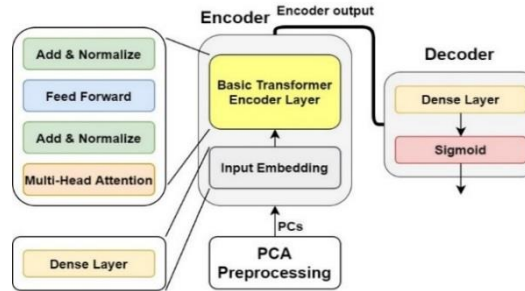 Encoder
Encoder output
Add & Normalize
Feed Forward
Add & Normalize
Multi-Head Attention
Dense Layer
Basic Transformer
Encoder Layer
Input Embedding
PCs
PCA
Preprocessing
Decoder
Dense Layer
Sigmoid